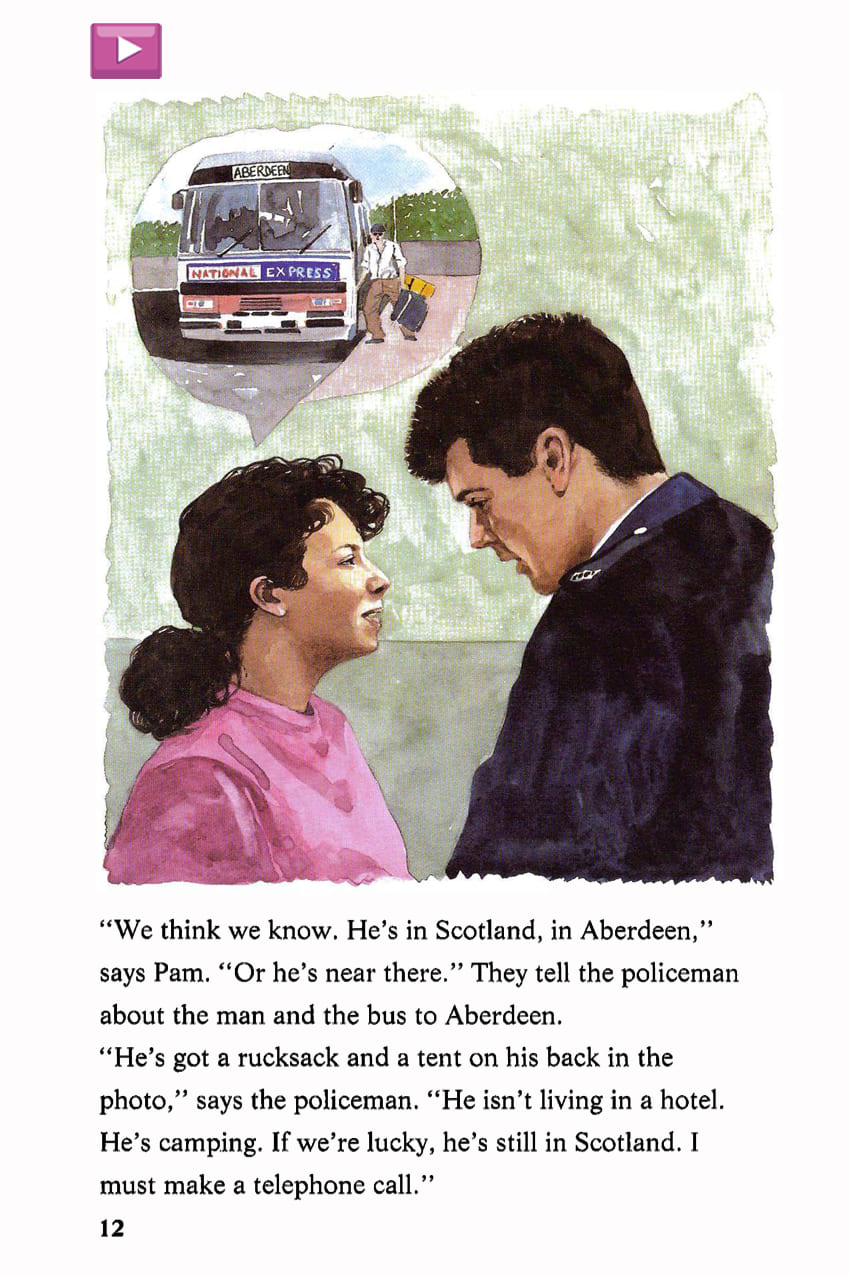 ABERDEEN
NATIONAL EXPRESS
“We think we know. He’s in Scotland, in Aberdeen,”
says Pam. “Or he’s near there.” They tell the policeman
about the man and the bus to Aberdeen.
“He’s got a rucksack and a tent on his back in the
photo,” says the policeman. “He isn’t living in a hotel.
He’s camping. If we’re lucky, he’s still in Scotland. I
must make a telephone call.”
12